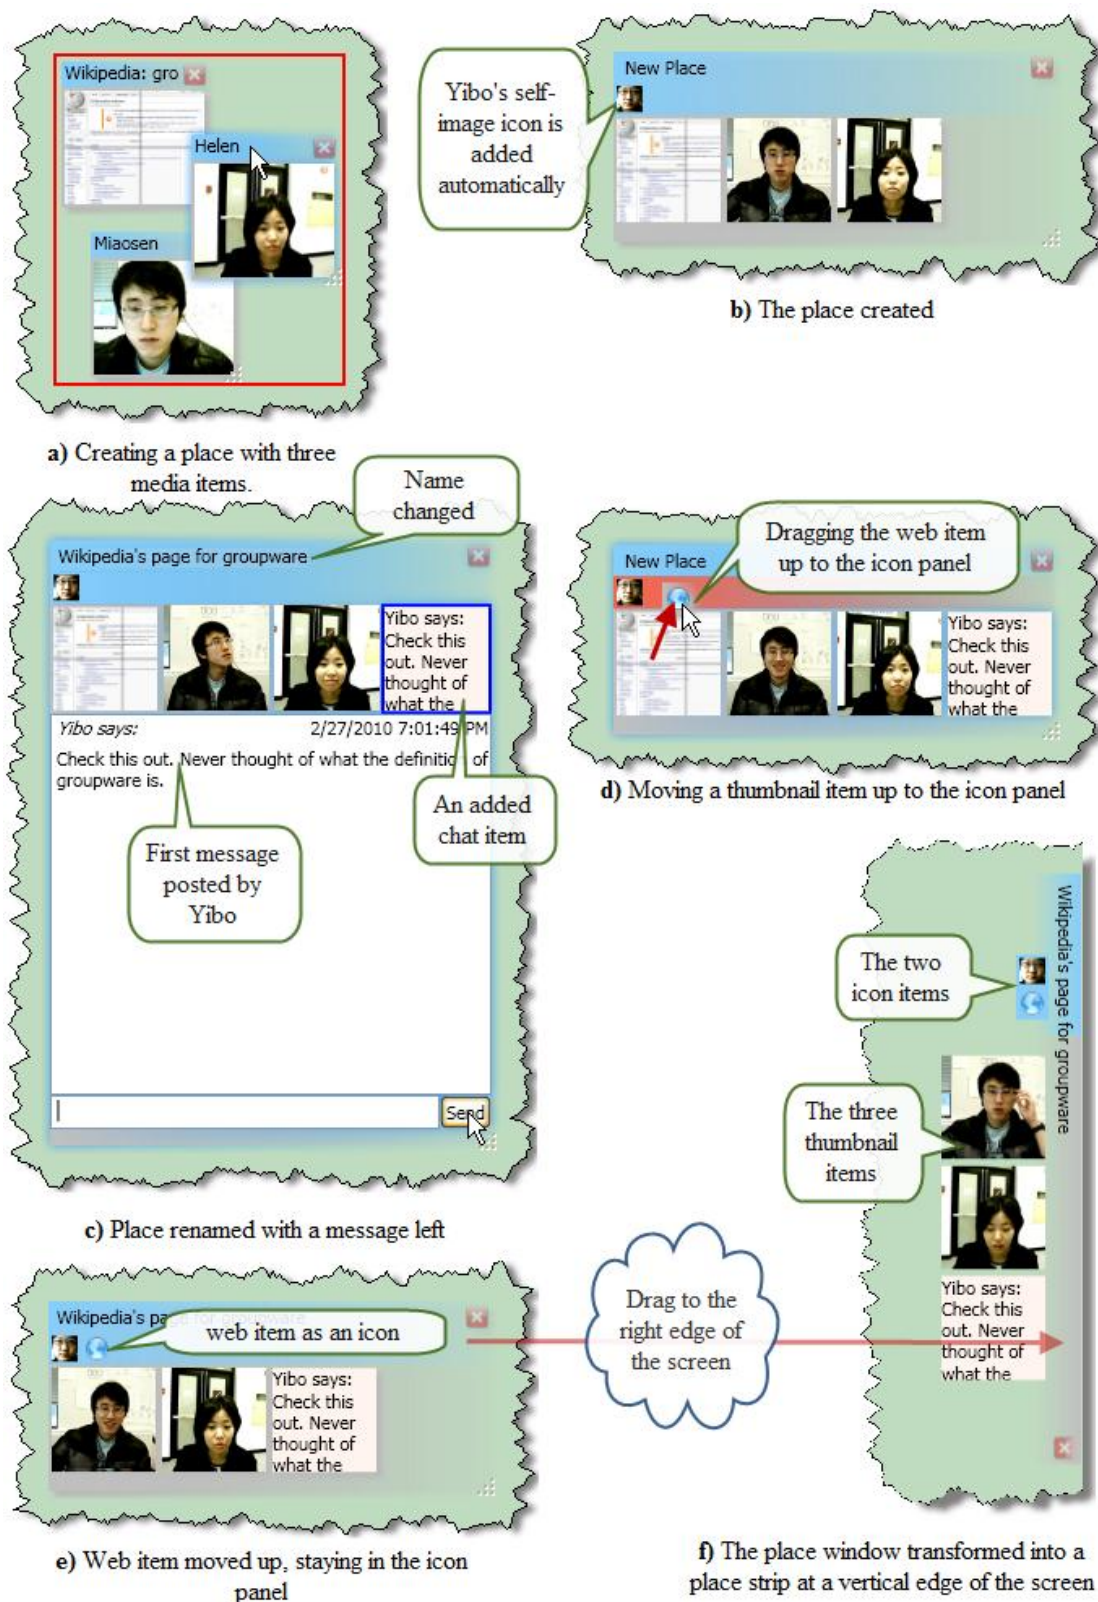 Wikipedia: gro
Helen
Miaosen
a) Creating a place with three
media items.
Yibo's self-
image icon is
added
automatically
New Place
b) The place created
Name
changed
Wikipedia's page for groupware
Yibo says:
Check this
out. Never
thought of
what the
Yibo says: 2/27/2010 7:01:49 PM
Check this out. Never thought of what the definition of
groupware is.
An added
chat item
First message
posted by
Yibo
Send
c) Place renamed with a message left
Dragging the web item
up to the icon panel
New Place
Yibo says:
Check this
out. Never
thought of
what the
d) Moving a thumbnail item up to the icon panel
Wikipedia's page for groupware
web item as an icon
Yibo says:
Check this
out. Never
thought of
what the
e) Web item moved up, staying in the icon
panel
Drag to the
right edge of
the screen
The two
icon items
Wikipedia's page for groupware
The three
thumbnail
items
Yibo says:
Check this
out. Never
thought of
what the
f) The place window transformed into a
place strip at a vertical edge of the screen